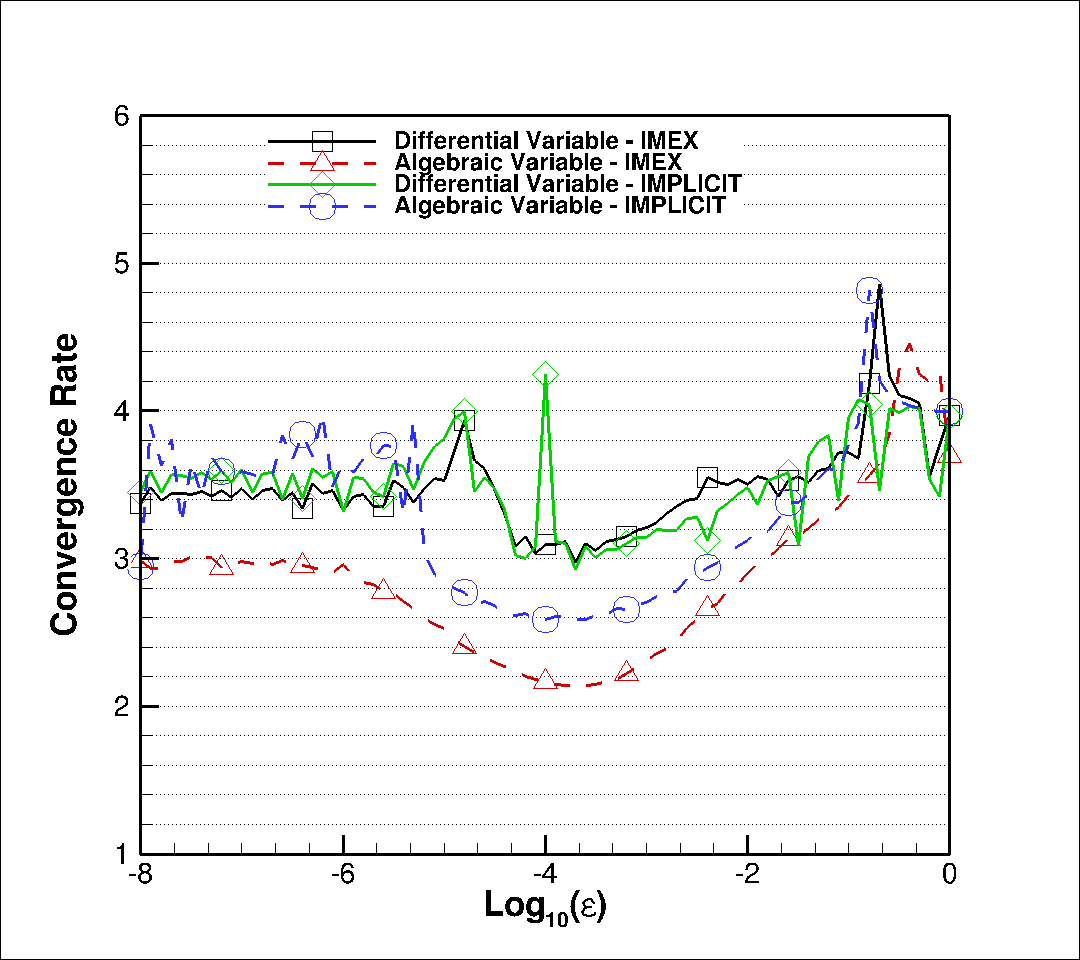 6
Differential Variable - IMEX
Algebraic Variable - IMEX
Differential Variable - IMPLICIT
Algebraic Variable - IMPLICIT
5
4
3
2
1
Convergence Rate
-8 -6 -4 -2 0
Log₁₀(ε)